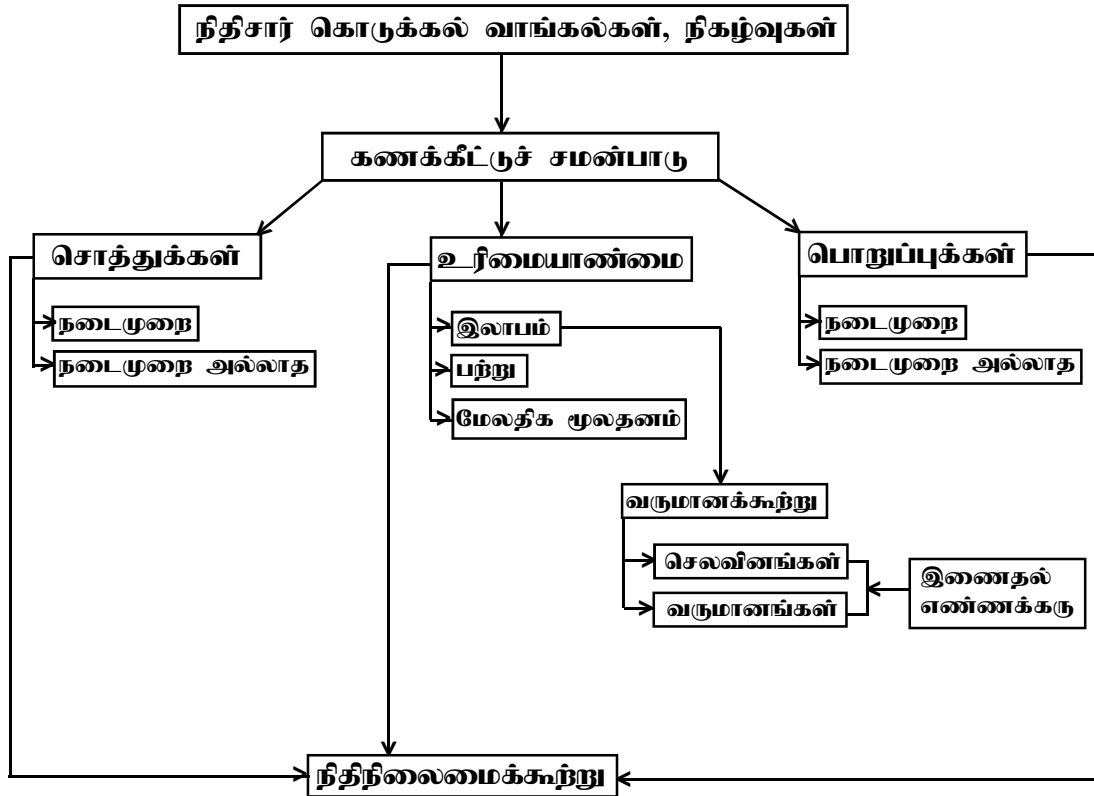 நிதிசார் கொடுக்கல் வாங்கல்கள், நிகழ்வுகள்
கணக்கீட்டுச் சமன்பாடு
சொத்துக்கள்
நடைமுறை
நடைமுறை அல்லாத
உரிமையாண்மை
இலாபம்
பற்று
மேலதிக மூலதனம்
பொறுப்புக்கள்
நடைமுறை
நடைமுறை அல்லாத
வருமானக்கூற்று
செலவினங்கள்
வருமானங்கள்
இணைதல்
எண்ணக்கரு
நிதிநிலைமைக்கூற்று